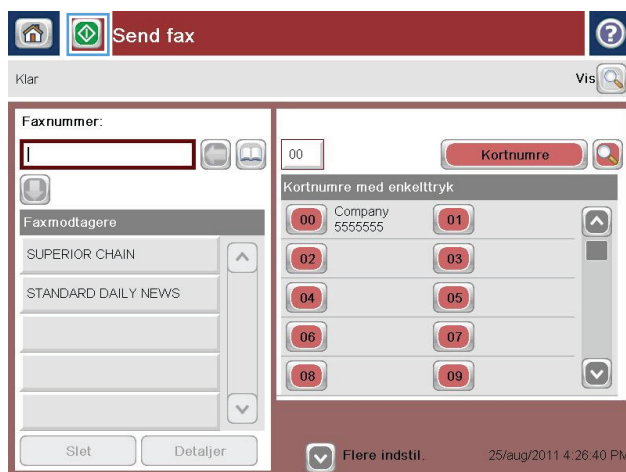 Send fax
?
Klar
Vis
Faxnummer:
Faxmodtagere
SUPERIOR CHAIN
STANDARD DAILY NEWS
Slet
Detaljer
00
Kortnumre
Kortnumre med enkelttryk
00 Company 01
5555555
02 03
04 05
06 07
08 09
Flere indstil.
25/aug/2011 4:26:40 PM